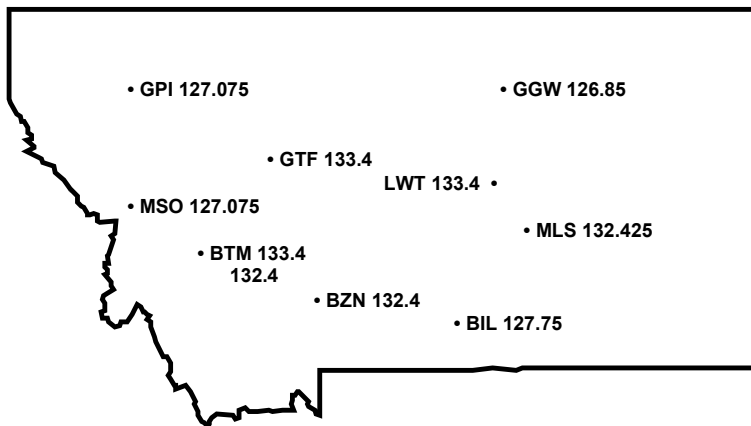 GPI 127.075
GGW 126.85
GTF 133.4
LWT 133.4
MSO 127.075
MLS 132.425
BTM 133.4
132.4
BZN 132.4
BIL 127.75